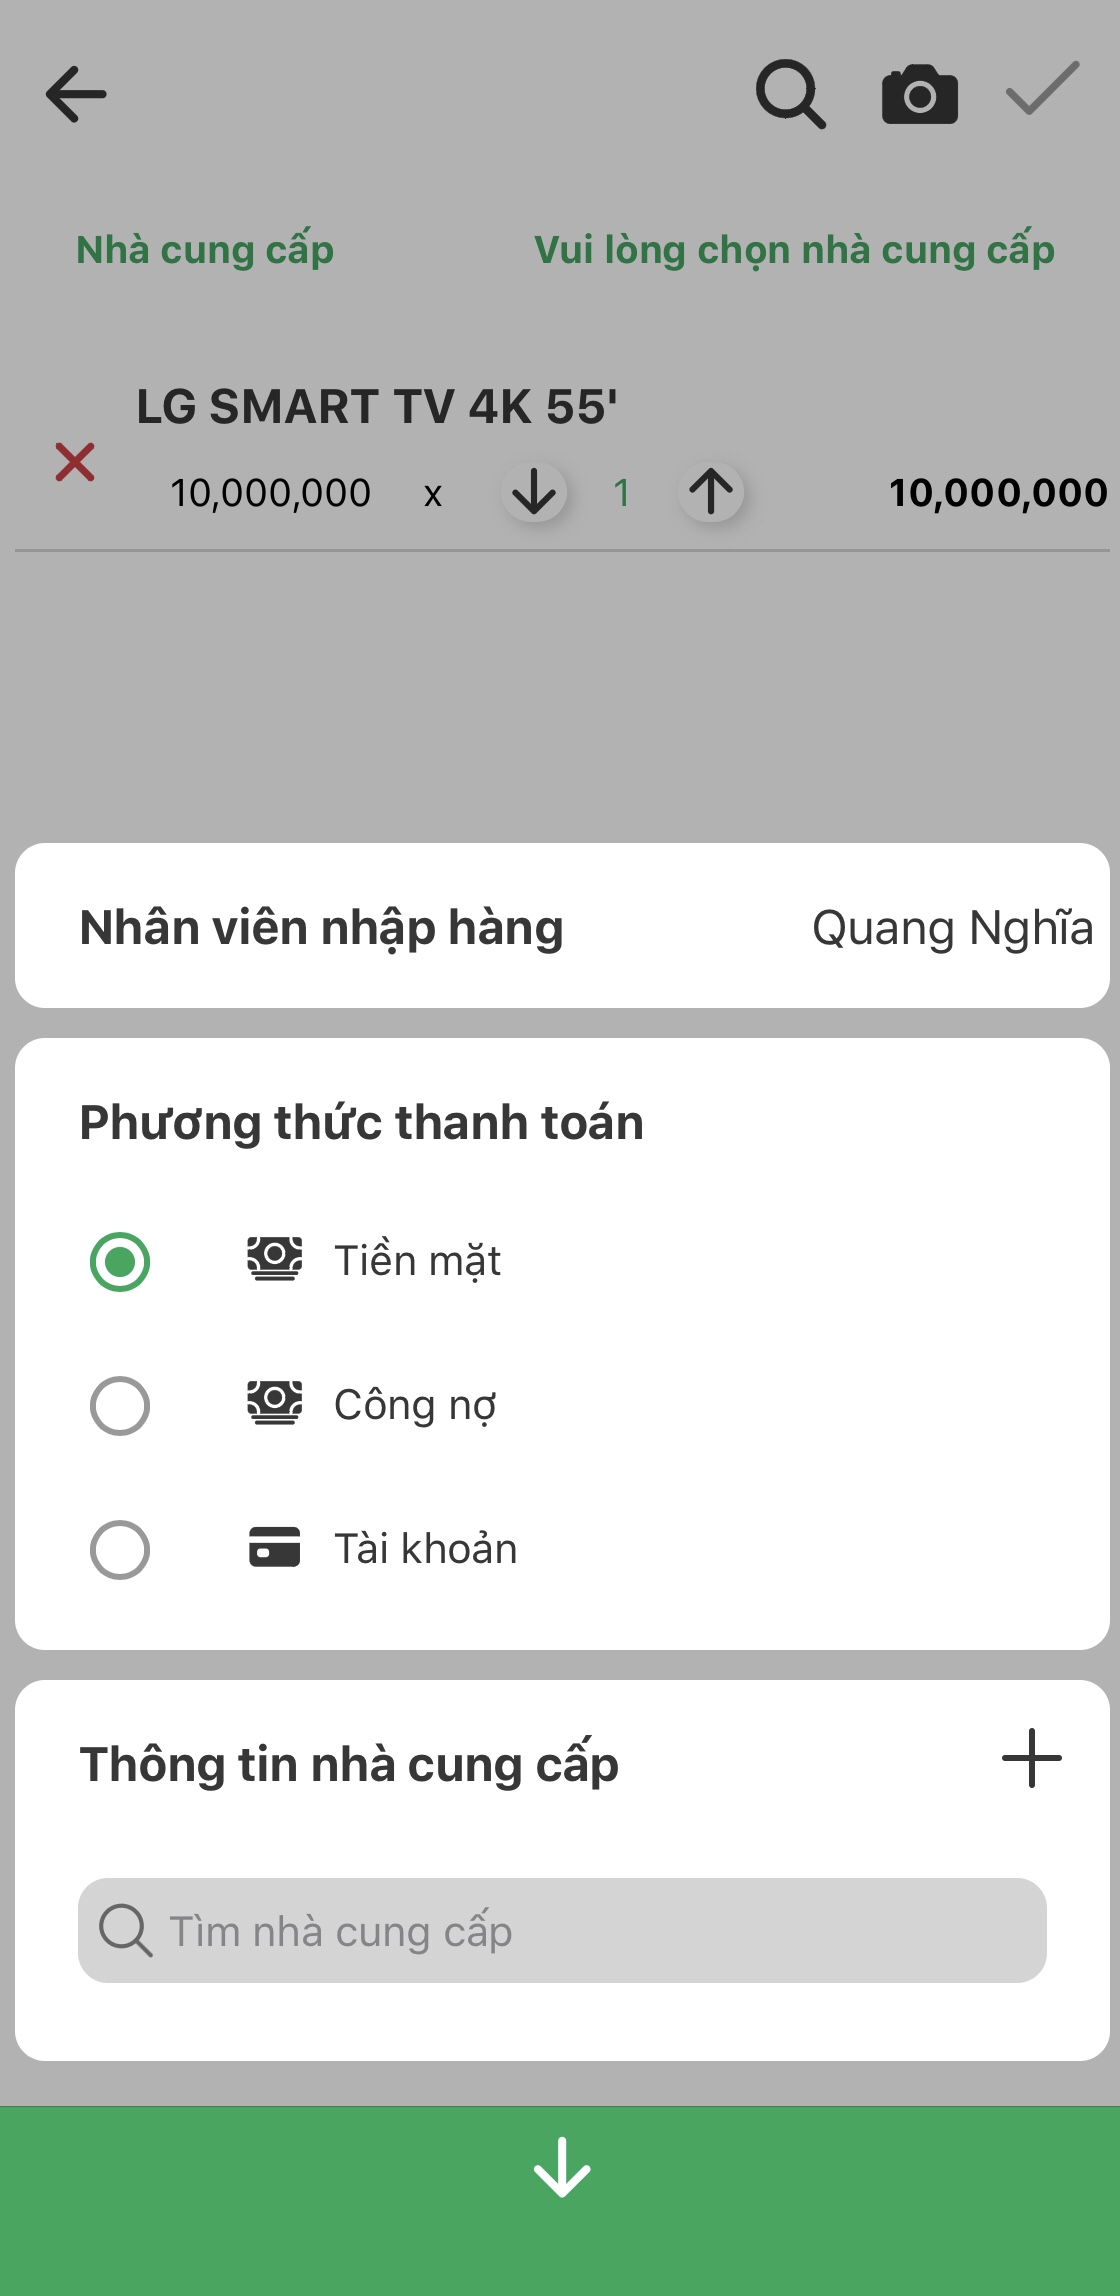 Nhà cung cấp Vui lòng chọn nhà cung cấp
LG SMART TV 4K 55'
10,000,000 x 1 10,000,000
Nhân viên nhập hàng Quang Nghĩa
Phương thức thanh toán
Tiền mặt
Công nợ
Tài khoản
Thông tin nhà cung cấp
Tìm nhà cung cấp